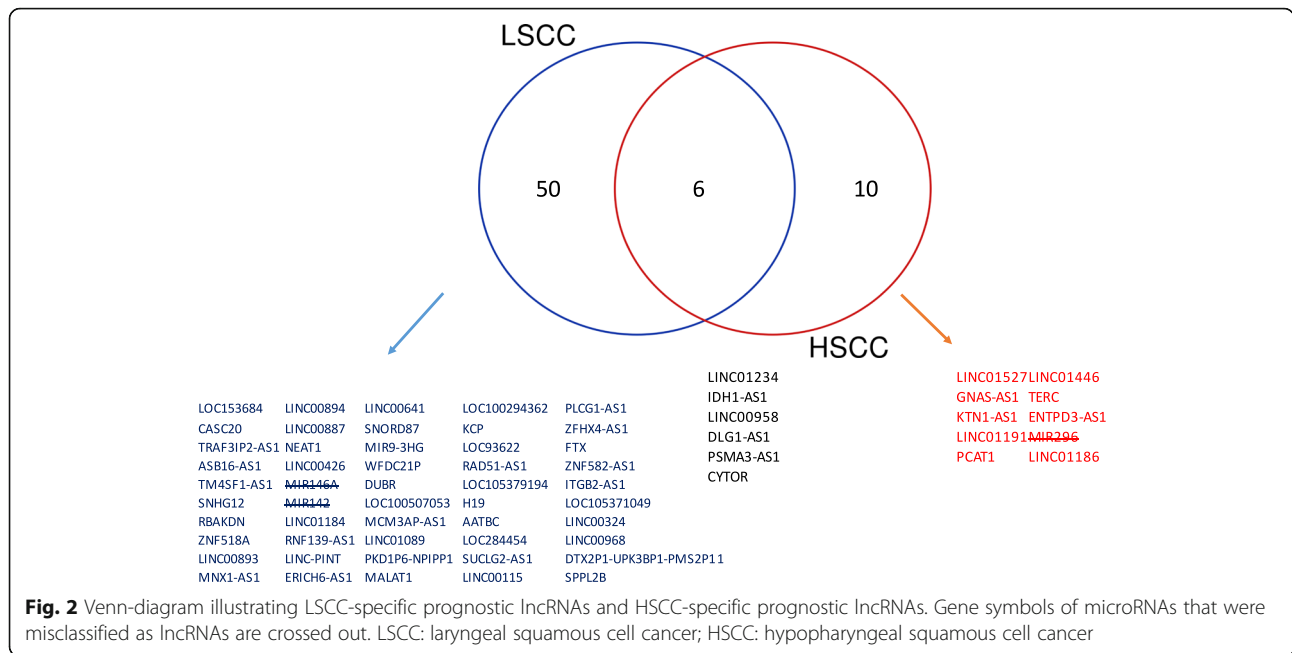 LSCC
50
6
10
HSCC
LOC153684 LINC00894 LINC00641 LOC100294362 PLCG1-AS1
CASC20 LINC00887 SNORD87 KCP ZFHX4-AS1
TRAF3IP2-AS1 NEAT1 MIR9-3HG LOC93622 FTX
ASB16-AS1 LINC00426 WFDC21P RAD51-AS1 ZNF582-AS1
TM4SF1-AS1 MIR146A DUBR LOC105379194 ITGB2-AS1
SNHG12 MIR142 LOC100507053 H19 LOC105371049
RBAKDN LINC01184 MCM3AP-AS1 AATBC LINC00324
ZNF518A RNF139-AS1 LINC01089 LOC284454 LINC00968
LINC00893 LINC-PINT PKD1P6-NPIPP1 SUCLG2-AS1 DTX2P1-UPK3BP1-PMS2P11
MNX1-AS1 ERICH6-AS1 MALAT1 LINC00115 SPPL2B
LINC01234
IDH1-AS1
LINC00958
DLG1-AS1
PSMA3-AS1
CYTOR
LINC01527 LINC01446
GNAS-AS1 TERC
KTN1-AS1 ENTPD3-AS1
LINC01191 MIR296
PCAT1 LINC01186
Fig. 2 Venn-diagram illustrating LSCC-specific prognostic lncRNAs and HSCC-specific prognostic lncRNAs. Gene symbols of microRNAs that were
misclassified as lncRNAs are crossed out. LSCC: laryngeal squamous cell cancer; HSCC: hypopharyngeal squamous cell cancer